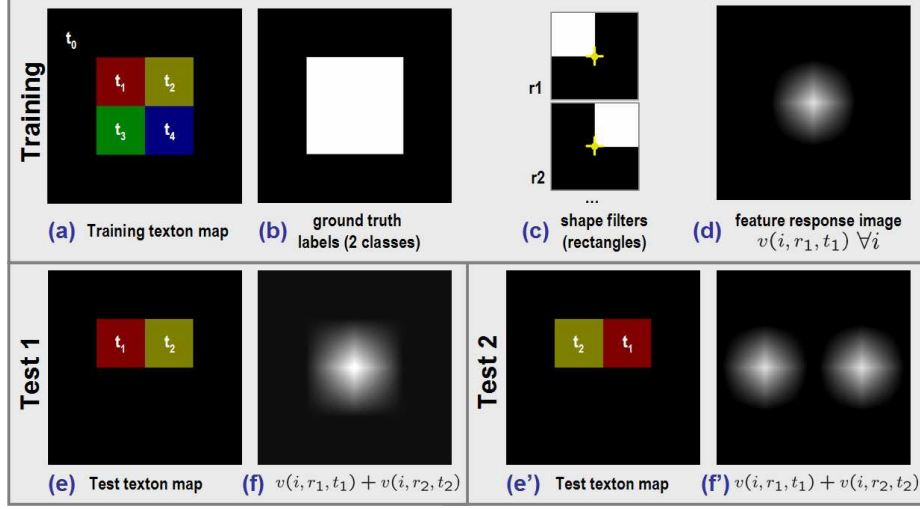 Training
t0
t1 t2
t3 t4
(a) Training texton map
(b) ground truth
labels (2 classes)
r1
r2
...
(c) shape filters
(rectangles)
(d) feature response image
v(i, r1, t1) ∀i
Test 1
t1 t2
(e) Test texton map
(f) v(i, r1, t1) + v(i, r2, t2)
Test 2
t2 t1
(e') Test texton map
(f') v(i, r1, t1) + v(i, r2, t2)